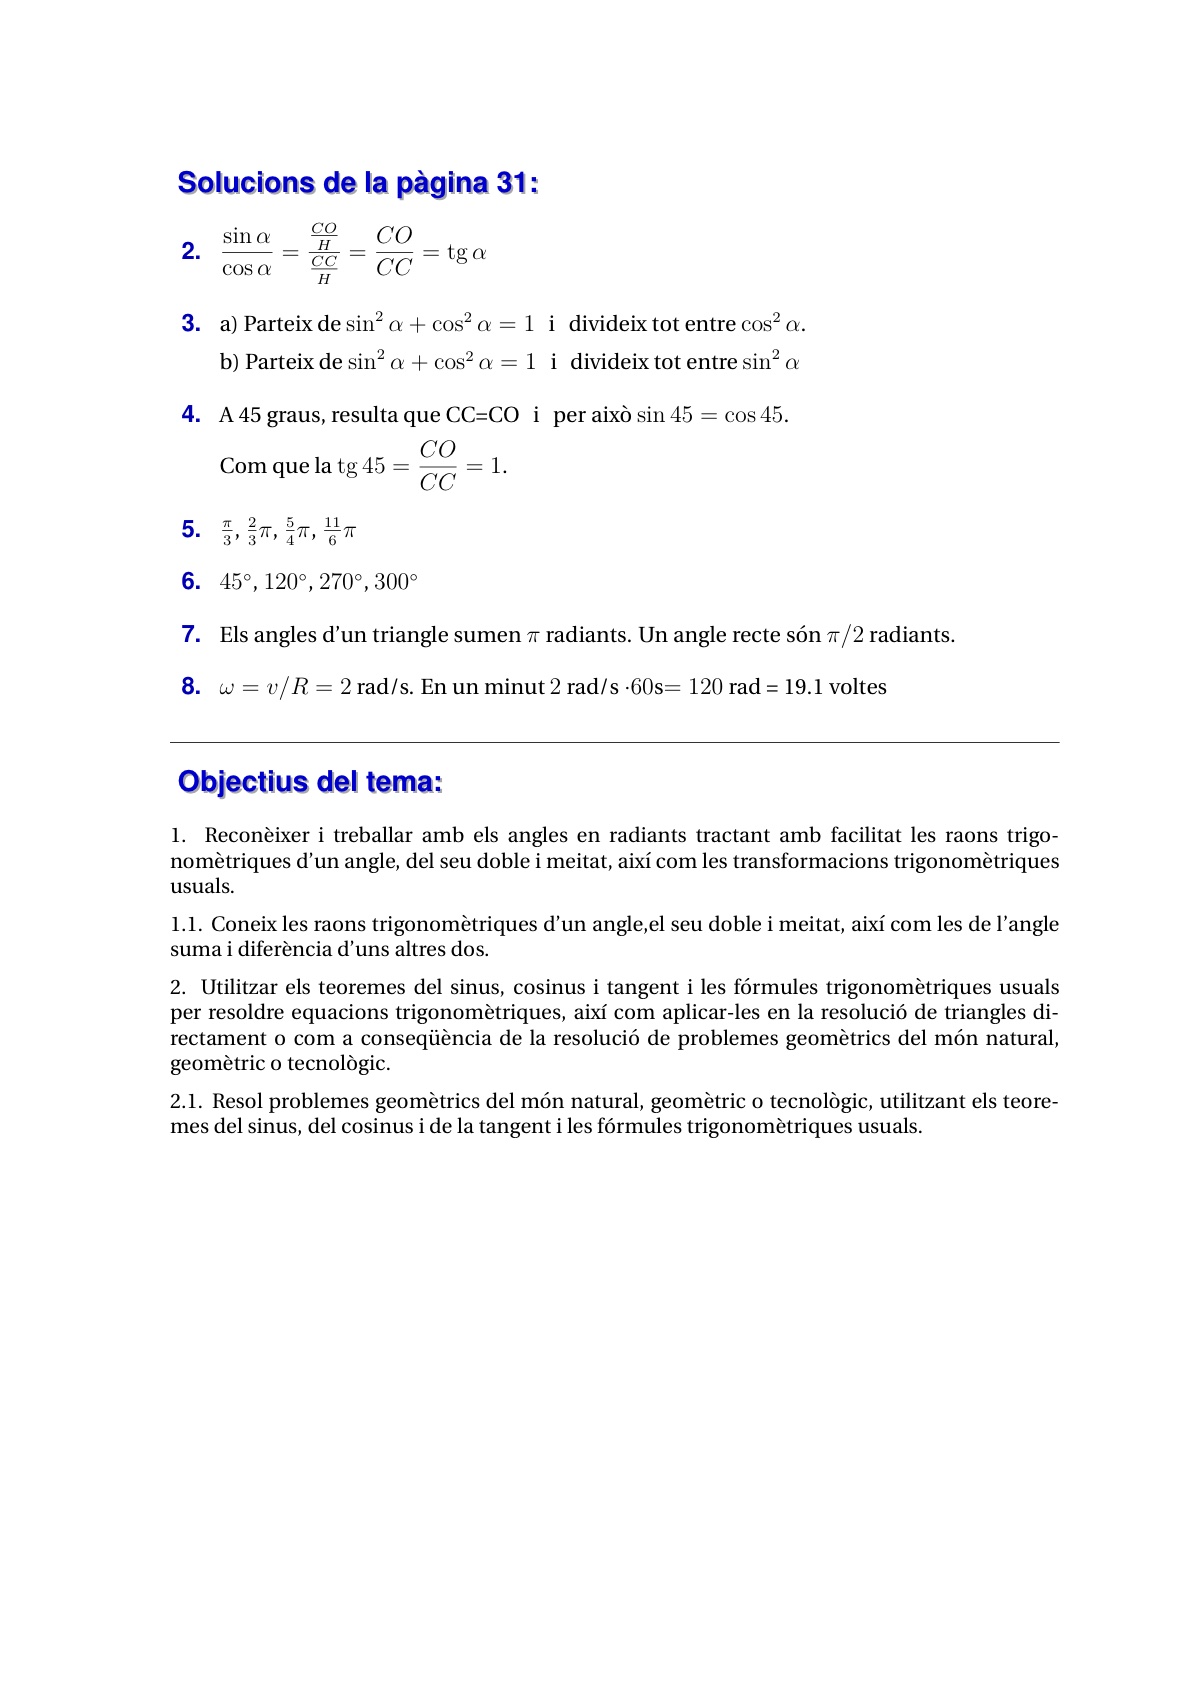 Solucions de la pàgina 31:
2. $\dfrac{\sin \alpha}{\cos \alpha} = \dfrac{\frac{CO}{H}}{\frac{CC}{H}} = \dfrac{CO}{CC} = \operatorname{tg} \alpha$
3. a) Parteix de $\sin^2 \alpha + \cos^2 \alpha = 1$ i divideix tot entre $\cos^2 \alpha$.
b) Parteix de $\sin^2 \alpha + \cos^2 \alpha = 1$ i divideix tot entre $\sin^2 \alpha$
4. A 45 graus, resulta que CC=CO i per això $\sin 45 = \cos 45$.
Com que la $\operatorname{tg} 45 = \dfrac{CO}{CC} = 1$.
5. $\frac{\pi}{3}$, $\frac{2}{3}\pi$, $\frac{5}{4}\pi$, $\frac{11}{6}\pi$
6. 45°, 120°, 270°, 300°
7. Els angles d'un triangle sumen $\pi$ radiants. Un angle recte són $\pi/2$ radiants.
8. $\omega = v/R = 2$ rad/s. En un minut 2 rad/s ·60s= 120 rad = 19.1 voltes
Objectius del tema:
1. Reconèixer i treballar amb els angles en radiants tractant amb facilitat les raons trigo-
nomètriques d'un angle, del seu doble i meitat, així com les transformacions trigonomètriques
usuals.
1.1. Coneix les raons trigonomètriques d'un angle,el seu doble i meitat, així com les de l'angle
suma i diferència d'uns altres dos.
2. Utilitzar els teoremes del sinus, cosinus i tangent i les fórmules trigonomètriques usuals
per resoldre equacions trigonomètriques, així com aplicar-les en la resolució de triangles di-
rectament o com a conseqüència de la resolució de problemes geomètrics del món natural,
geomètric o tecnològic.
2.1. Resol problemes geomètrics del món natural, geomètric o tecnològic, utilitzant els teore-
mes del sinus, del cosinus i de la tangent i les fórmules trigonomètriques usuals.